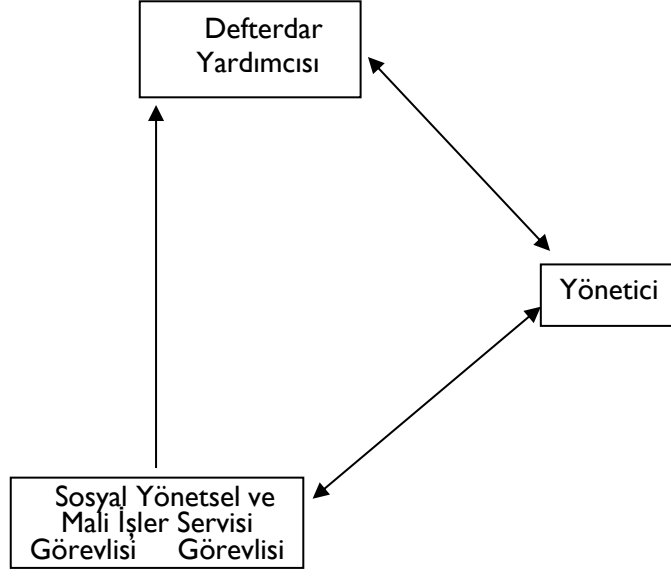 Defterdar
Yardımcısı
Yönetici
Sosyal Yönetsel ve
Mali İşler Servisi
Görevlisi Görevlisi